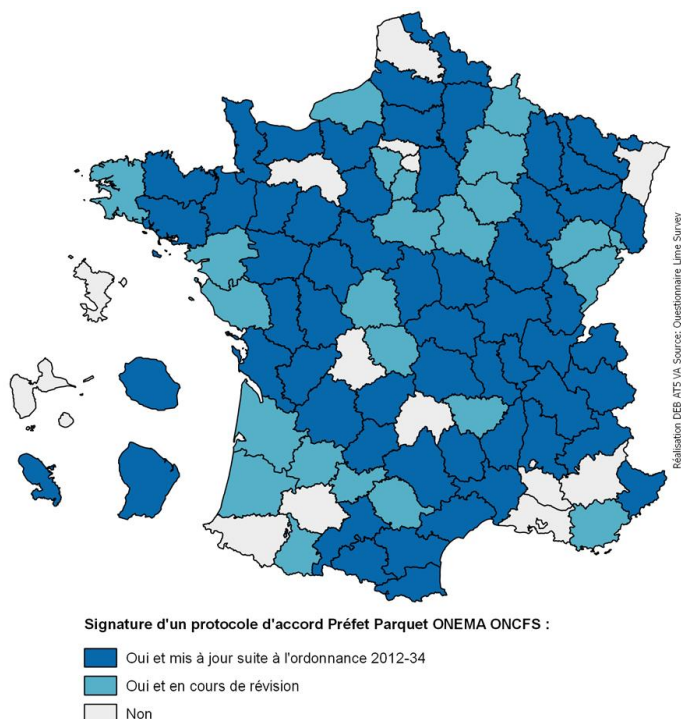 Réalisation DEB ATS VA Source: Questionnaire Lime Survey
Signature d'un protocole d'accord Préfet Parquet ONEMA ONCFS :
Oui et mis à jour suite à l'ordonnance 2012-34
Oui et en cours de révision
Non